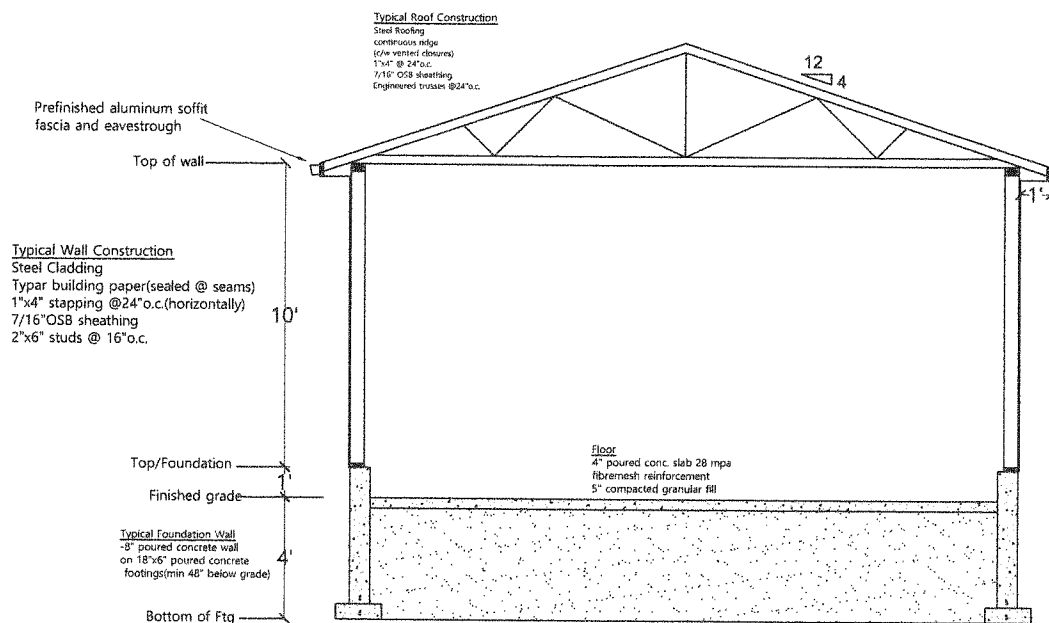 Typical Roof Construction
Steel Roofing
continuous ridge
(c/w vented closures)
1"x4" @ 24"o.c.
7/16" OSB sheathing
Engineered trusses @24"o.c.
12
4
Prefinished aluminum soffit
fascia and eavestrough
Top of wall
1'
Typical Wall Construction
Steel Cladding
Typar building paper(sealed @ seams)
1"x4" stapping @24"o.c.(horizontally)
7/16"OSB sheathing
2"x6" studs @ 16"o.c.
10'
Top/Foundation
1'
Finished grade
Floor
4" poured conc. slab 28 mpa
fibremesh reinforcement
5" compacted granular fill
Typical Foundation Wall
-8" poured concrete wall
on 18"x6" poured concrete
footings(min 48" below grade)
4'
Bottom of Ftg